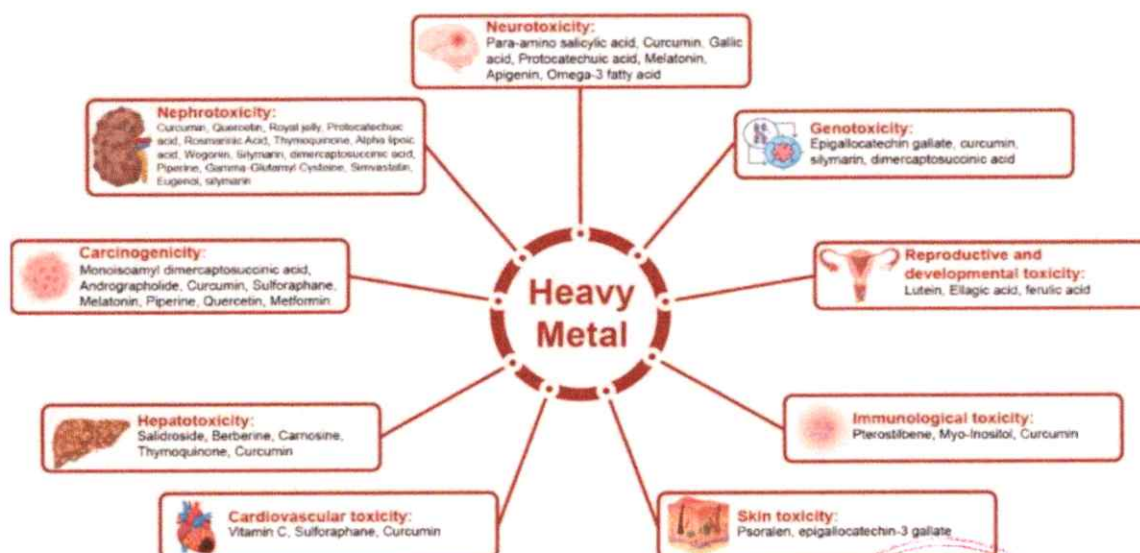 Neurotoxicity:
Para-amino salicylic acid, Curcumin, Gallic
acid, Protocatechuic acid, Melatonin,
Apigenin, Omega-3 fatty acid
Nephrotoxicity:
Curcumin, Quercetin, Royal jelly, Protocatechuic
acid, Rosmarinic Acid, Thymoquinone, Alpha lipoic
acid, Wogonin, Silymarin, dimercaptosuccinic acid,
Piperine, Gamma-Glutamyl Cysteine, Simvastatin,
Eugenol, silymarin
Genotoxicity:
Epigallocatechin gallate, curcumin,
silymarin, dimercaptosuccinic acid
Carcinogenicity:
Monoisoamyl dimercaptosuccinic acid,
Andrographolide, Curcumin, Sulforaphane,
Melatonin, Piperine, Quercetin, Metformin
Reproductive and
developmental toxicity:
Lutein, Ellagic acid, ferulic acid
Heavy
Metal
Hepatotoxicity:
Salidroside, Berberine, Carnosine,
Thymoquinone, Curcumin
Immunological toxicity:
Pterostilbene, Myo-Inositol, Curcumin
Cardiovascular toxicity:
Vitamin C, Sulforaphane, Curcumin
Skin toxicity:
Psoralen, epigallocatechin-3 gallate